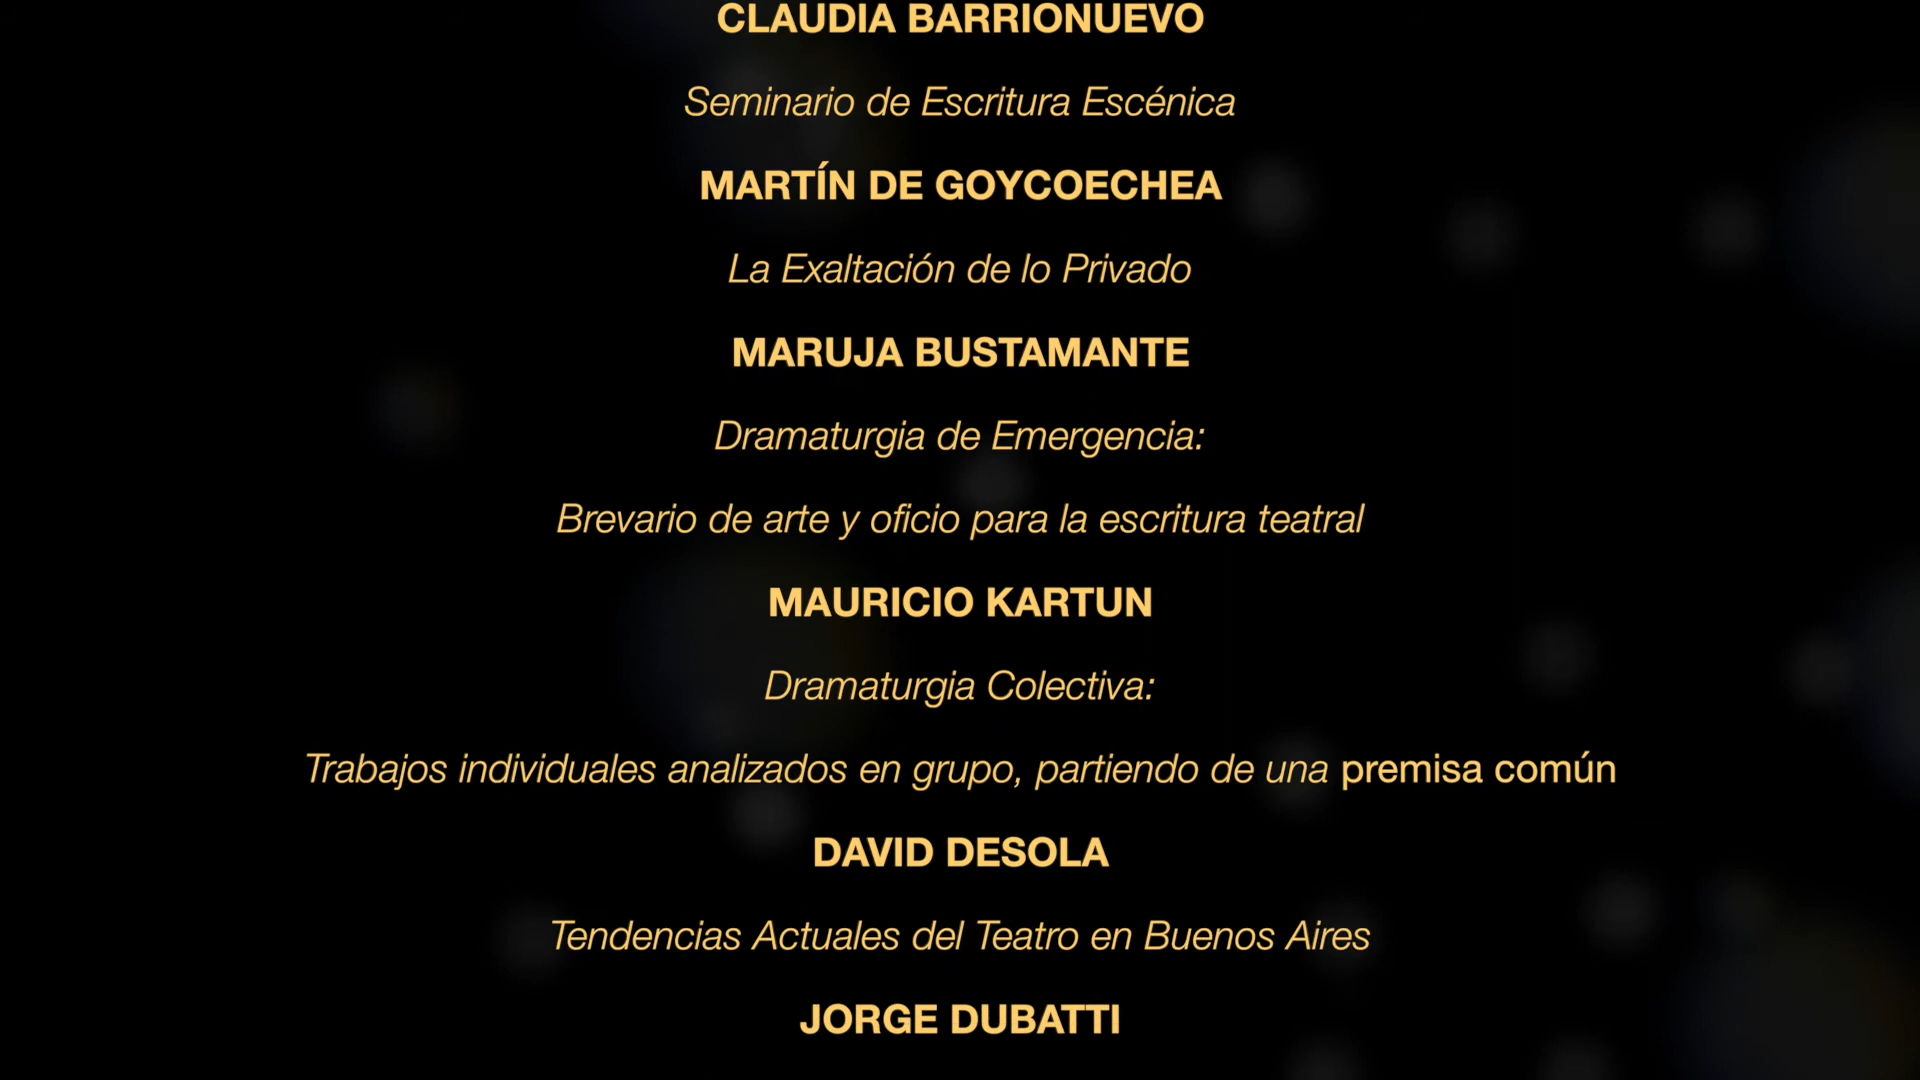 CLAUDIA BARRIONUEVO
Seminario de Escritura Escénica
MARTÍN DE GOYCOECHEA
La Exaltación de lo Privado
MARUJA BUSTAMANTE
Dramaturgia de Emergencia:
Brevario de arte y oficio para la escritura teatral
MAURICIO KARTUN
Dramaturgia Colectiva:
Trabajos individuales analizados en grupo, partiendo de una premisa común
DAVID DESOLA
Tendencias Actuales del Teatro en Buenos Aires
JORGE DUBATTI